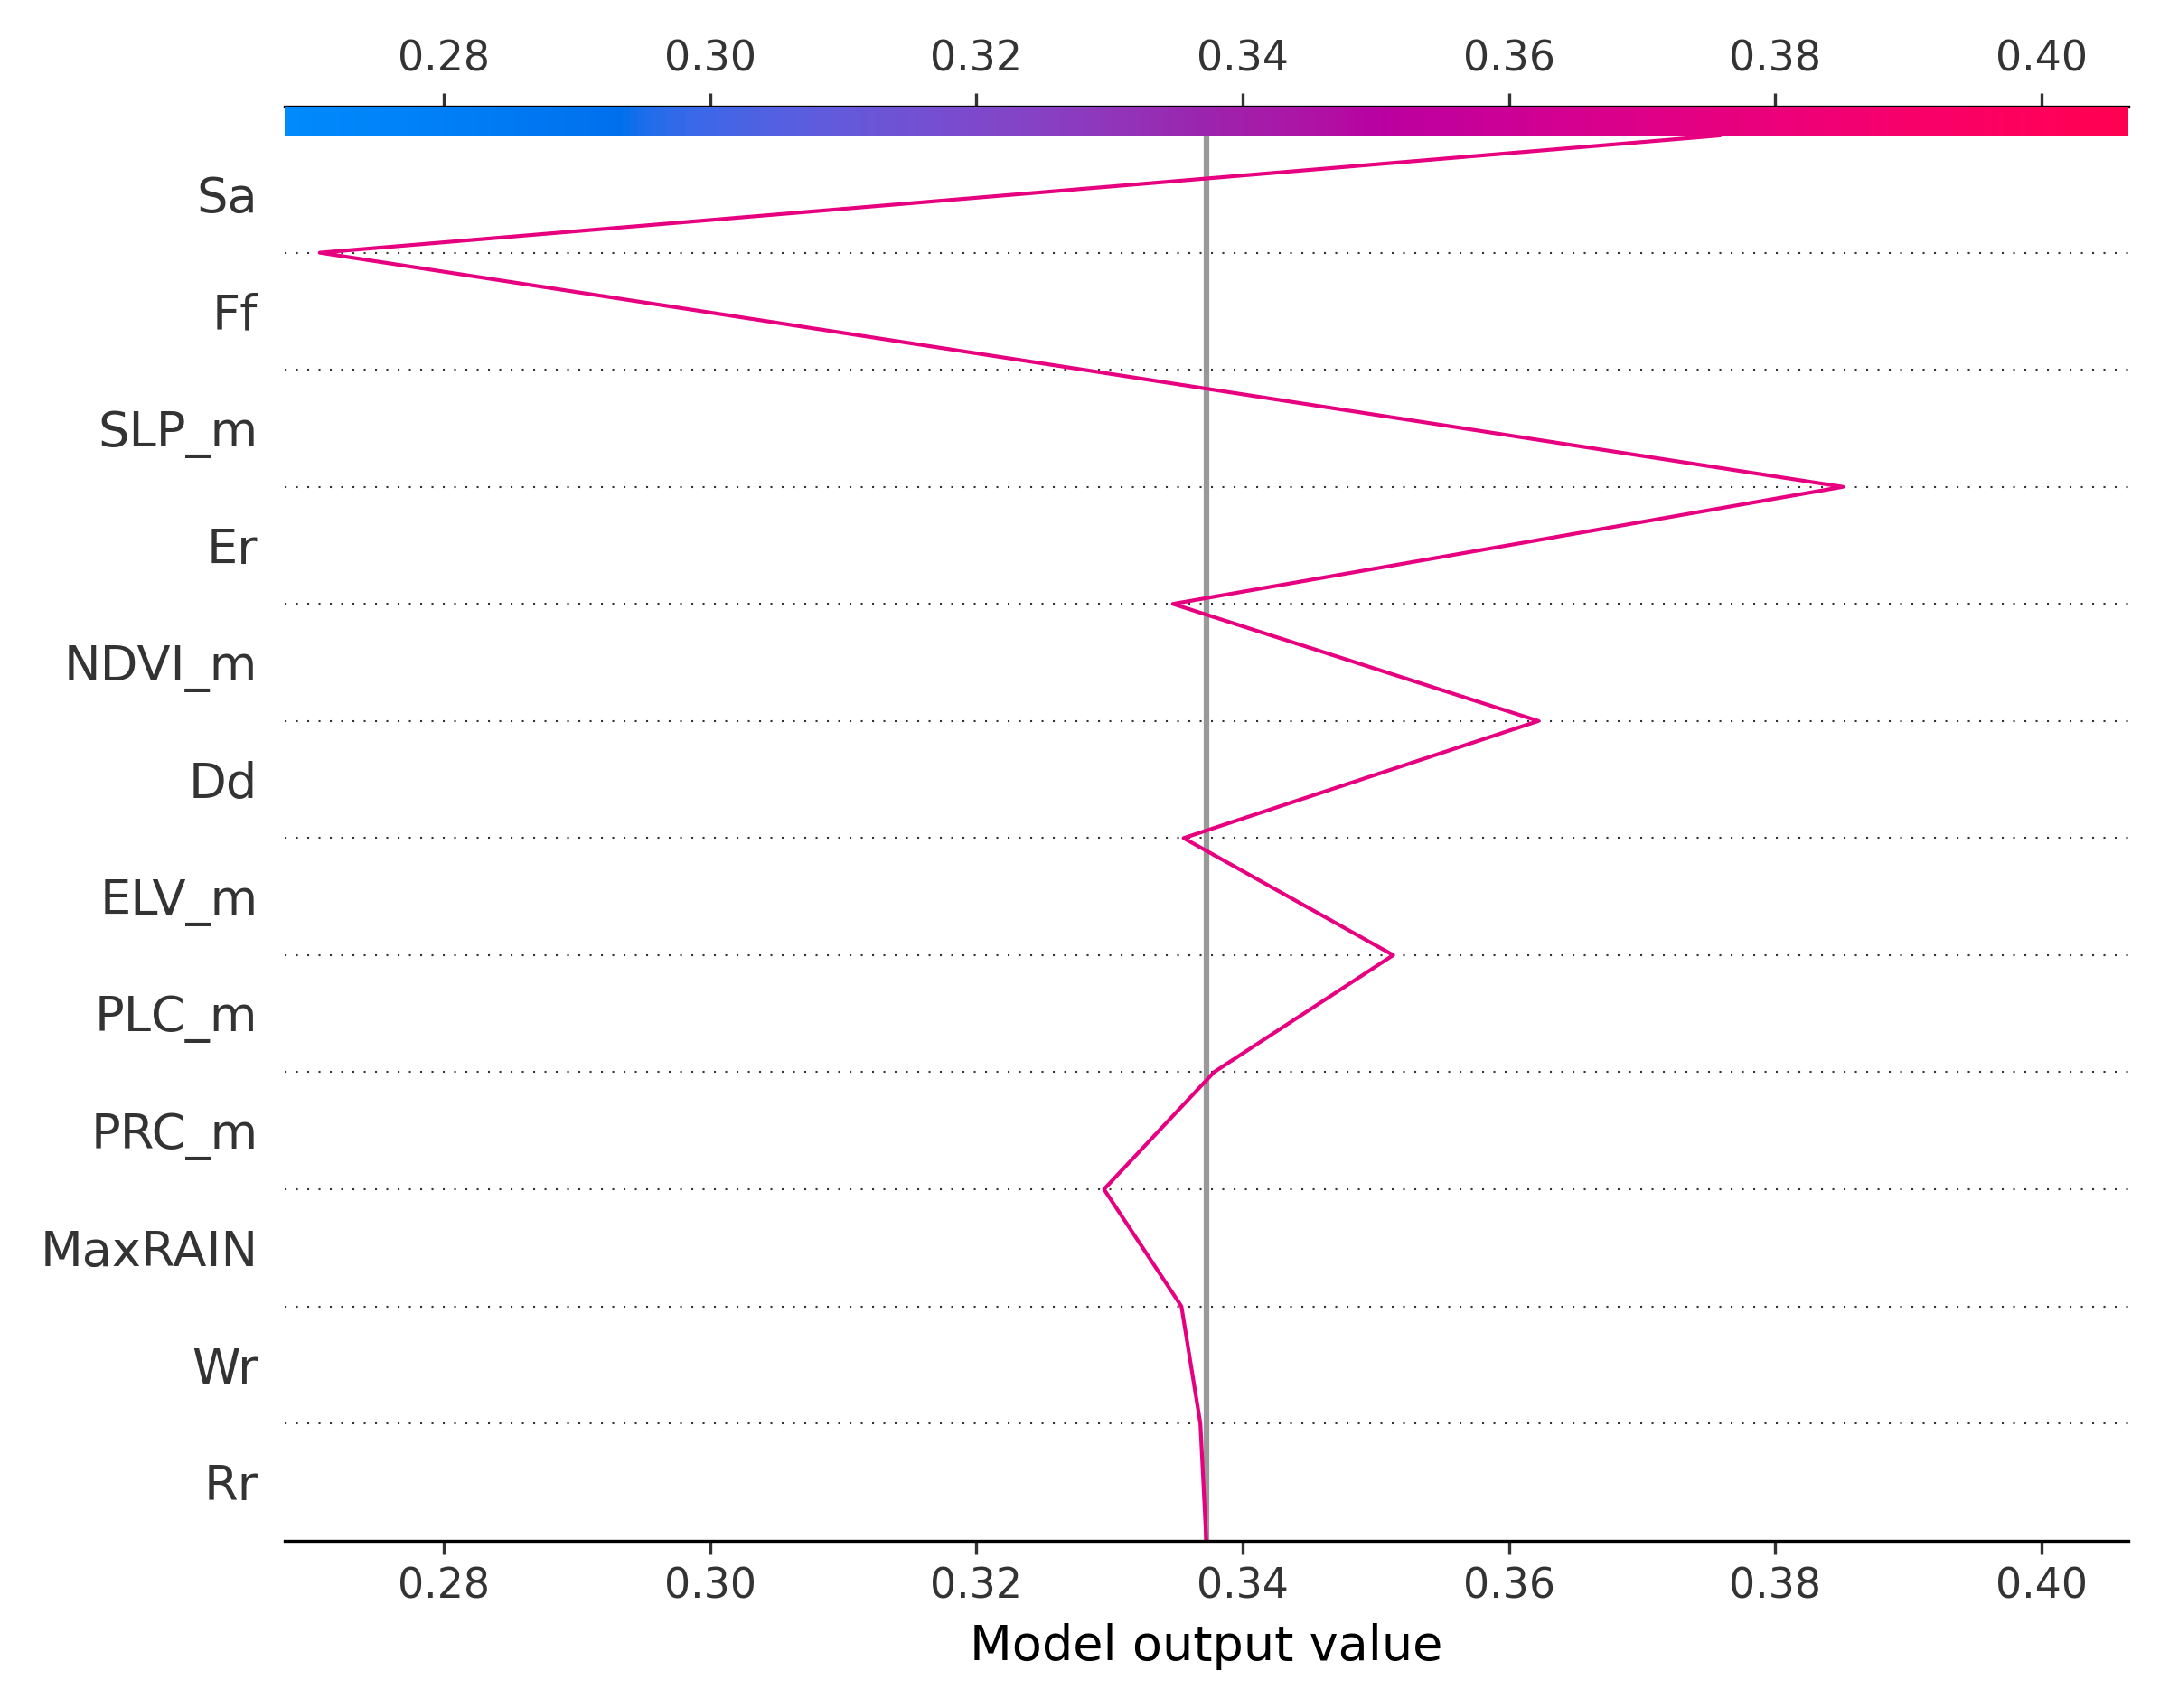 0.28 0.30 0.32 0.34 0.36 0.38 0.40
Sa
Ff
SLP_m
Er
NDVI_m
Dd
ELV_m
PLC_m
PRC_m
MaxRAIN
Wr
Rr
0.28 0.30 0.32 0.34 0.36 0.38 0.40
Model output value